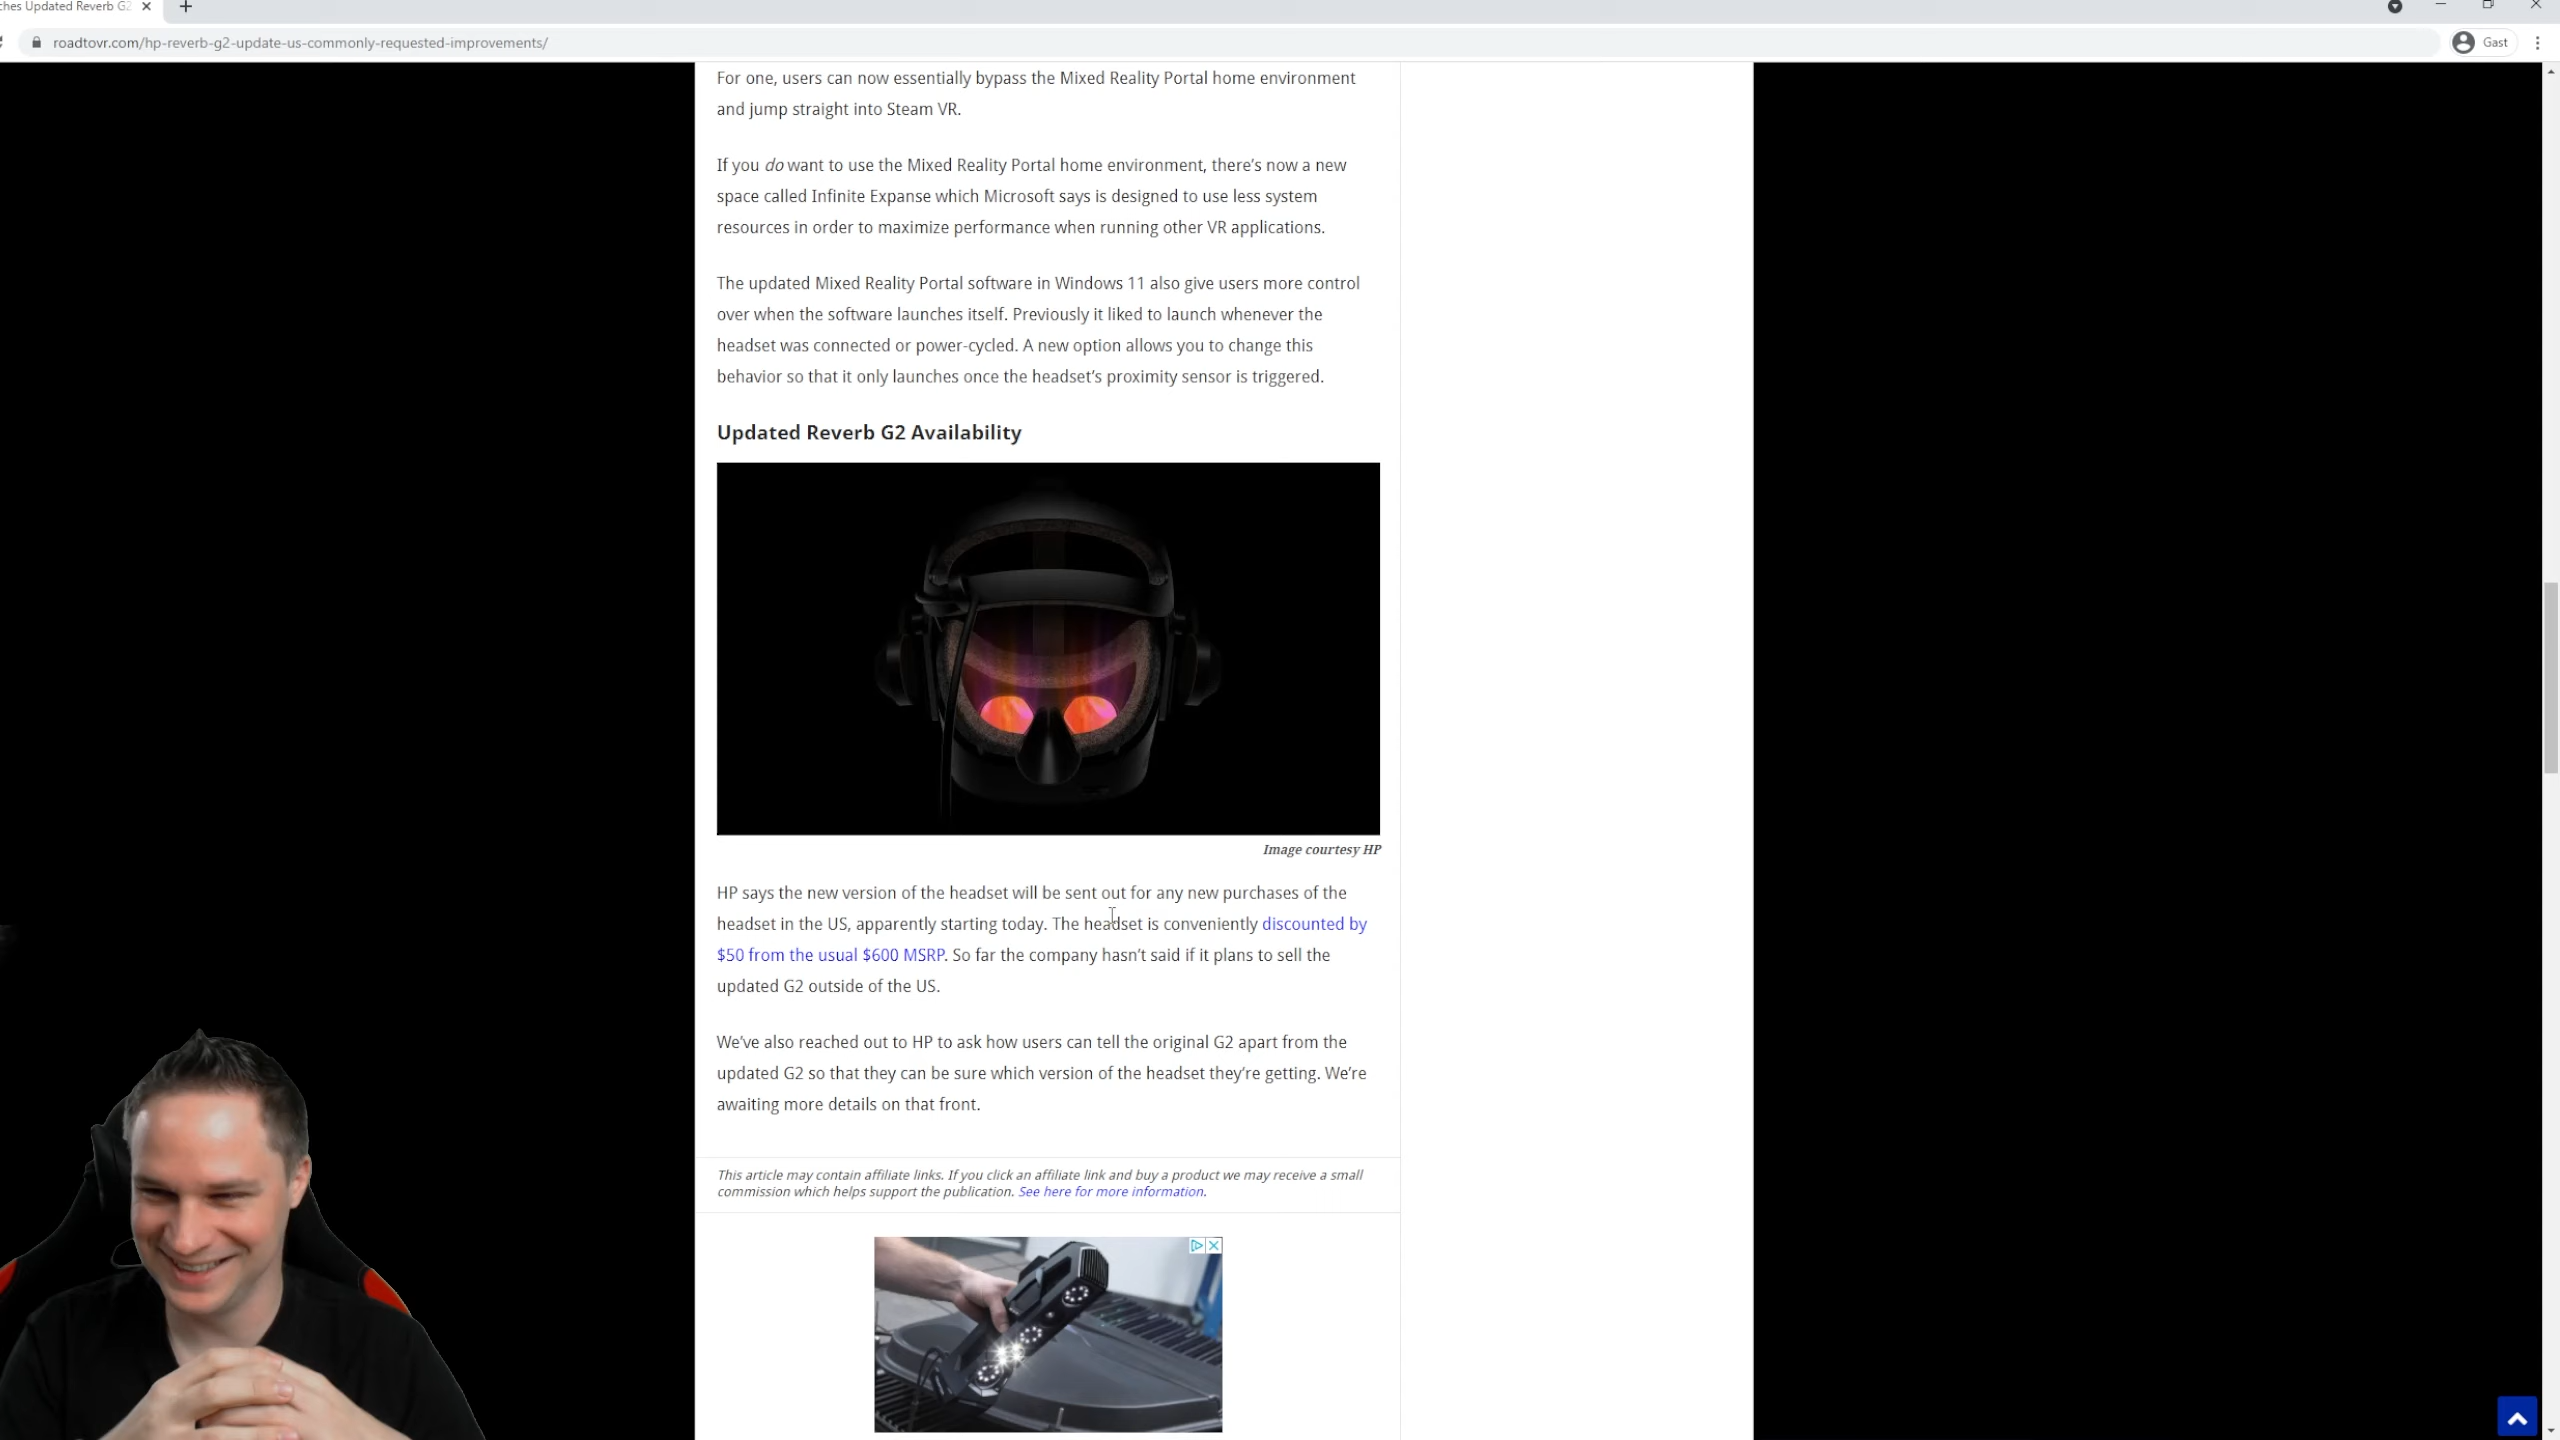 ches Updated Reverb G2
roadtovr.com/hp-reverb-g2-update-us-commonly-requested-improvements/
Gast
For one, users can now essentially bypass the Mixed Reality Portal home environment
and jump straight into Steam VR.
If you do want to use the Mixed Reality Portal home environment, there's now a new
space called Infinite Expanse which Microsoft says is designed to use less system
resources in order to maximize performance when running other VR applications.
The updated Mixed Reality Portal software in Windows 11 also give users more control
over when the software launches itself. Previously it liked to launch whenever the
headset was connected or power-cycled. A new option allows you to change this
behavior so that it only launches once the headset's proximity sensor is triggered.
Updated Reverb G2 Availability
Image courtesy HP
HP says the new version of the headset will be sent out for any new purchases of the
headset in the US, apparently starting today. The headset is conveniently discounted by
$50 from the usual $600 MSRP. So far the company hasn't said if it plans to sell the
updated G2 outside of the US.
We've also reached out to HP to ask how users can tell the original G2 apart from the
updated G2 so that they can be sure which version of the headset they're getting. We're
awaiting more details on that front.
This article may contain affiliate links. If you click an affiliate link and buy a product we may receive a small
commission which helps support the publication. See here for more information.